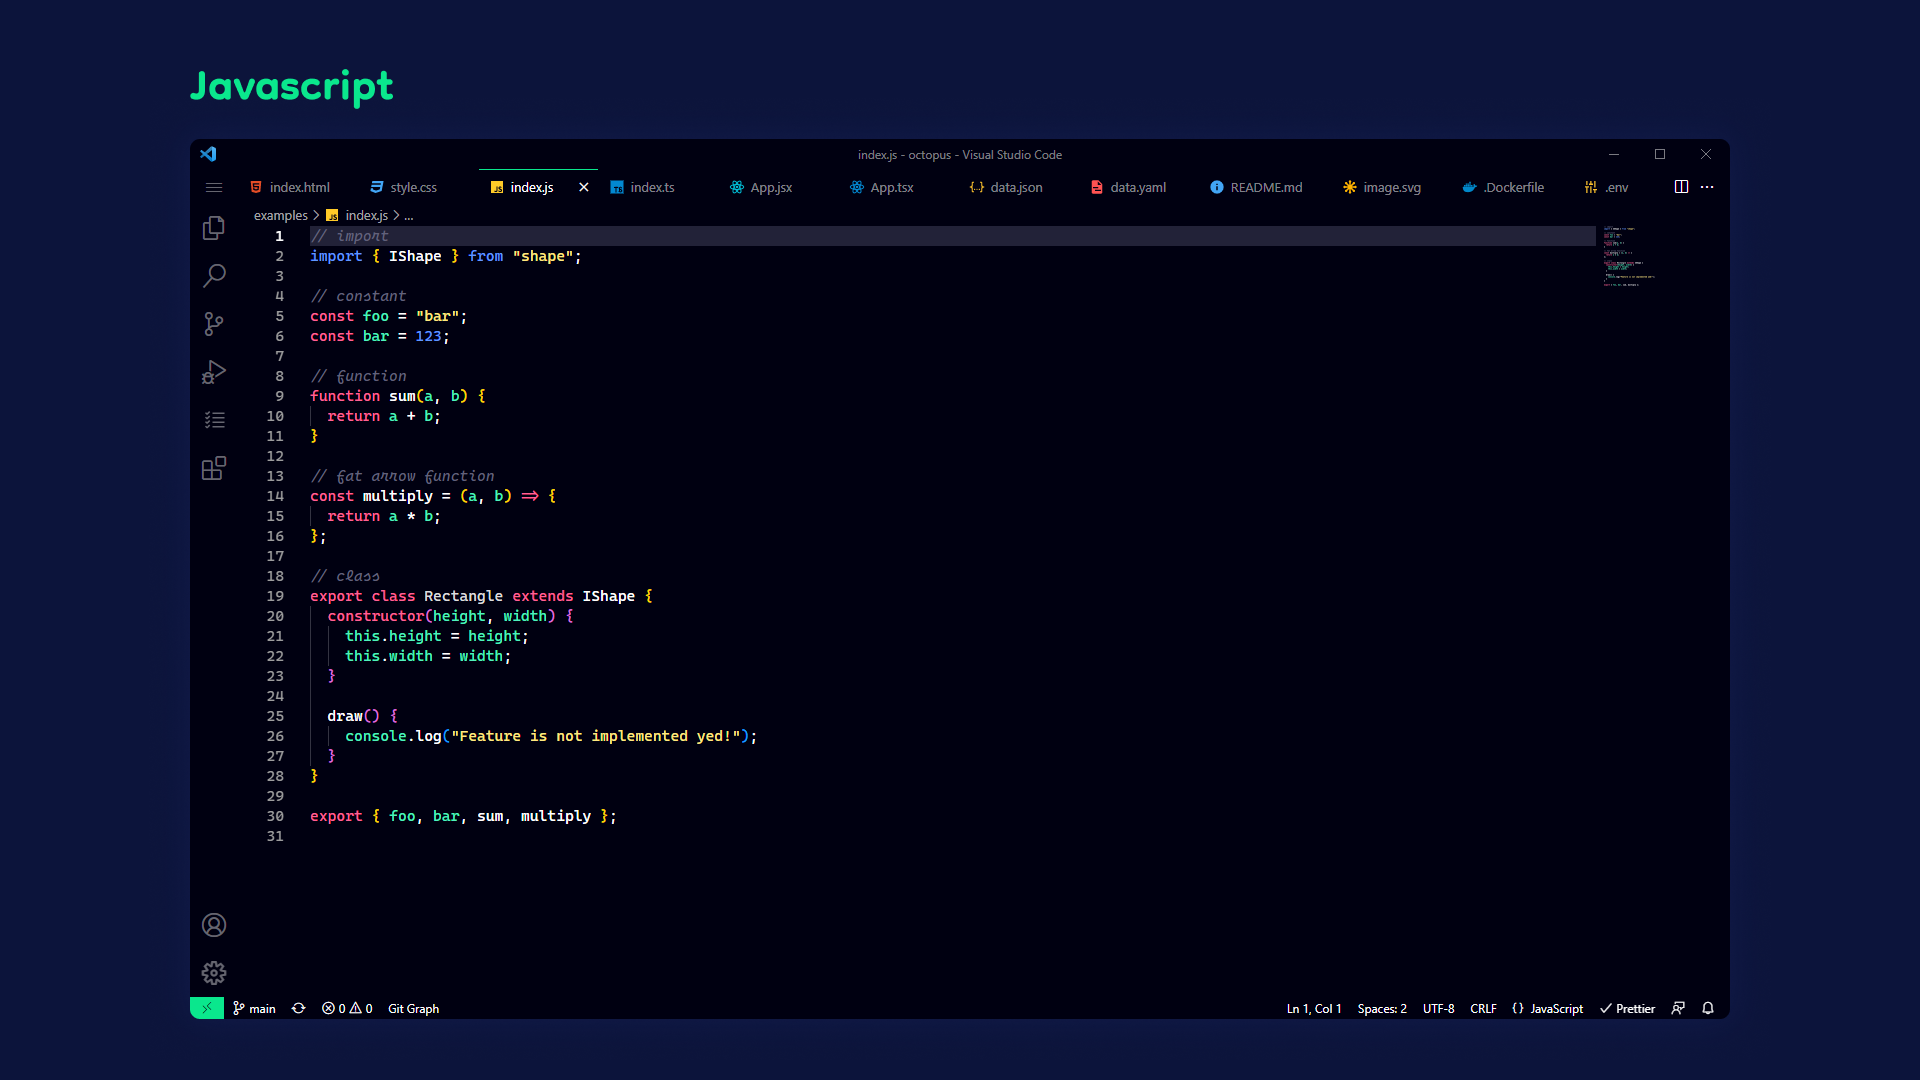 Javascript
index.js - octopus - Visual Studio Code
index.html style.css index.js index.ts App.jsx App.tsx data.json data.yaml README.md image.svg .Dockerfile .env
examples > index.js > ...
1 // import
2 import { IShape } from "shape";
3
4 // constant
5 const foo = "bar";
6 const bar = 123;
7
8 // function
9 function sum(a, b) {
10 return a + b;
11 }
12
13 // fat arrow function
14 const multiply = (a, b) => {
15 return a * b;
16 };
17
18 // class
19 export class Rectangle extends IShape {
20 constructor(height, width) {
21 this.height = height;
22 this.width = width;
23 }
24
25 draw() {
26 console.log("Feature is not implemented yed!");
27 }
28 }
29
30 export { foo, bar, sum, multiply };
31
main 0 0 Git Graph Ln 1, Col 1 Spaces: 2 UTF-8 CRLF {} JavaScript Prettier